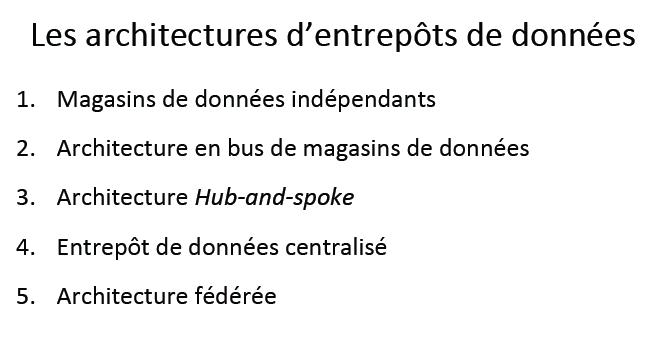 Les architectures d’entrepôts de données
1. Magasins de données indépendants
2. Architecture en bus de magasins de données
3. Architecture Hub-and-spoke
4. Entrepôt de données centralisé
5. Architecture fédérée